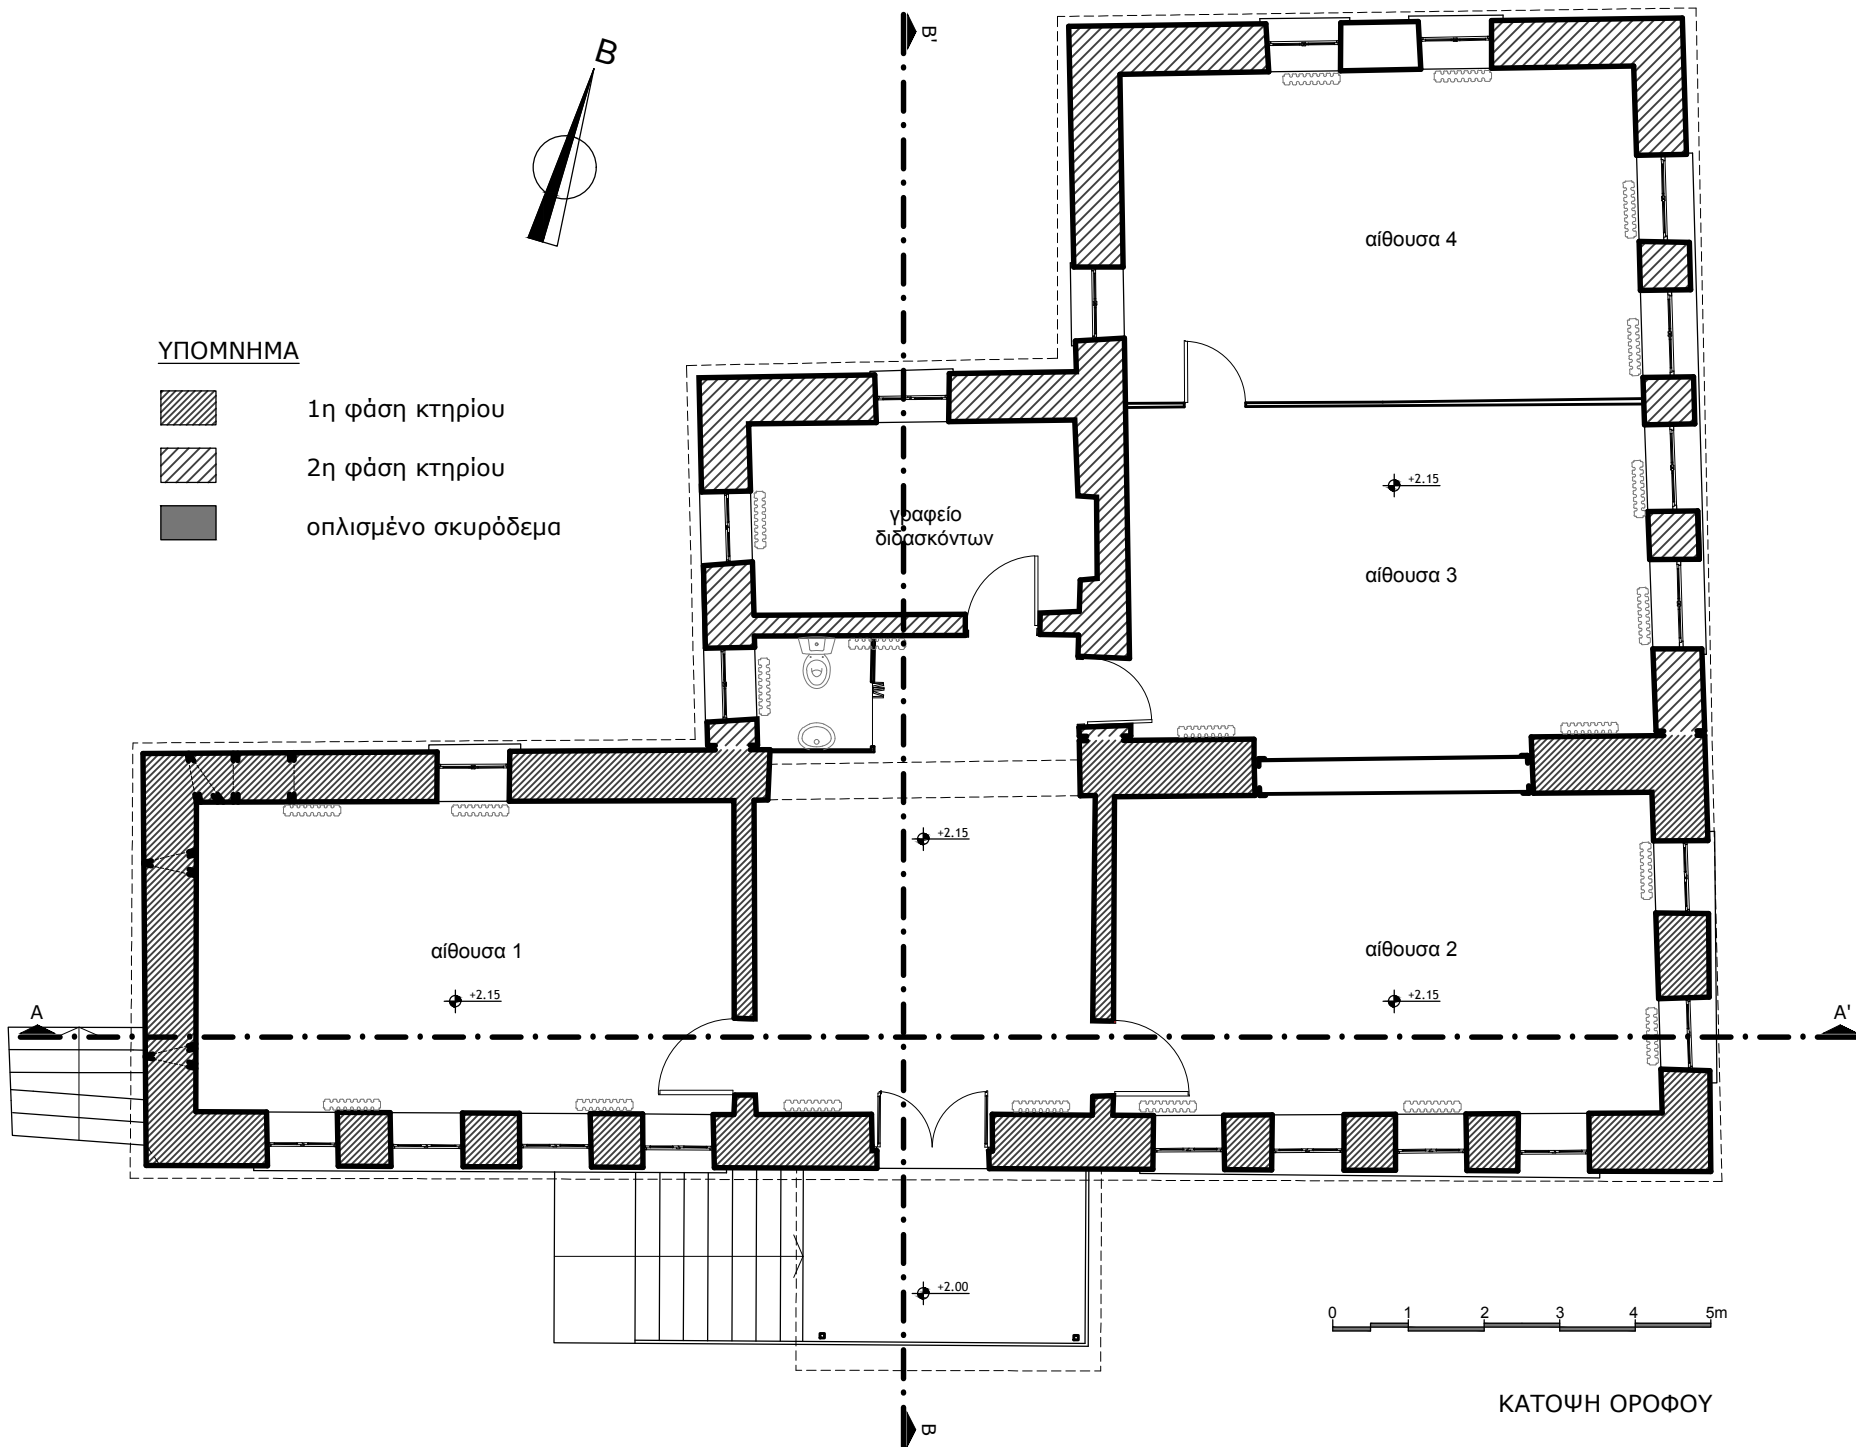 B'
B
αίθουσα 4
ΥΠΟΜΝΗΜΑ
1η φάση κτηρίου
2η φάση κτηρίου
οπλισμένο σκυρόδεμα
+2.15
γραφείο
διδασκόντων
αίθουσα 3
+2.15
αίθουσα 1
αίθουσα 2
+2.15
+2.15
A
A'
+2.00
0 1 2 3 4 5m
ΚΑΤΟΨΗ ΟΡΟΦΟΥ
B